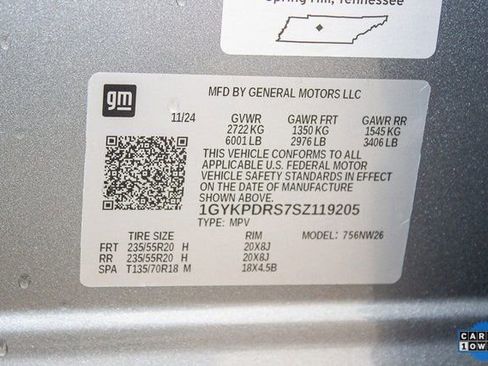 Spring Hill, Tennessee
gm
MFD BY GENERAL MOTORS LLC
11/24 GVWR GAWR FRT GAWR RR
2722 KG 1350 KG 1545 KG
6001 LB 2976 LB 3406 LB
THIS VEHICLE CONFORMS TO ALL
APPLICABLE U.S. FEDERAL MOTOR
VEHICLE SAFETY STANDARDS IN EFFECT
ON THE DATE OF MANUFACTURE SHOWN ABOVE.
1GYKPDRS7SZ119205
TYPE: MPV MODEL: 756NW26
TIRE SIZE RIM
FRT 235/55R20 H 20X8J
RR 235/55R20 H 20X8J
SPA T135/70R18 M 18X4.5B
CARF
1 OW